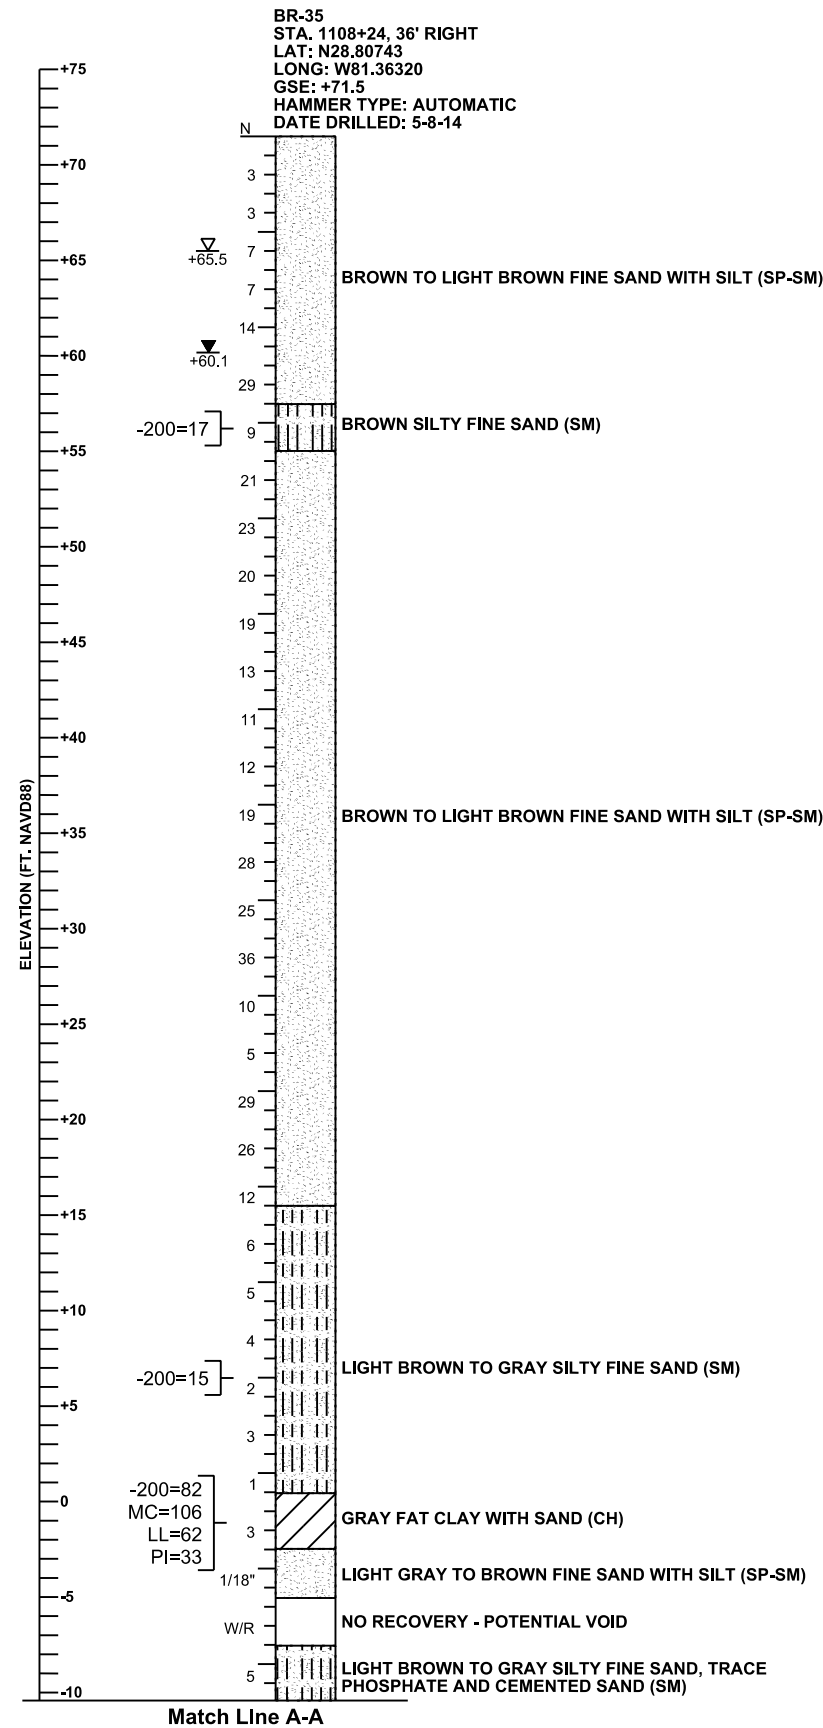 BR-35
STA. 1108+24, 36' RIGHT
LAT: N28.80743
LONG: W81.36320
GSE: +71.5
HAMMER TYPE: AUTOMATIC
DATE DRILLED: 5-8-14
+75
N
+70
3
3
+65.5
7
+65
BROWN TO LIGHT BROWN FINE SAND WITH SILT (SP-SM)
7
14
+60.1
+60
29
-200=17
9
BROWN SILTY FINE SAND (SM)
+55
21
23
+50
20
19
+45
13
11
+40
12
19
BROWN TO LIGHT BROWN FINE SAND WITH SILT (SP-SM)
+35
ELEVATION (FT. NAVD88)
28
25
+30
36
10
+25
5
29
+20
26
12
+15
6
5
+10
4
LIGHT BROWN TO GRAY SILTY FINE SAND (SM)
-200=15
2
+5
3
1
-200=82
0
MC=106
LL=62
PI=33
3
GRAY FAT CLAY WITH SAND (CH)
1/18"
LIGHT GRAY TO BROWN FINE SAND WITH SILT (SP-SM)
-5
W/R
NO RECOVERY - POTENTIAL VOID
5
LIGHT BROWN TO GRAY SILTY FINE SAND, TRACE
PHOSPHATE AND CEMENTED SAND (SM)
-10
Match Line A-A